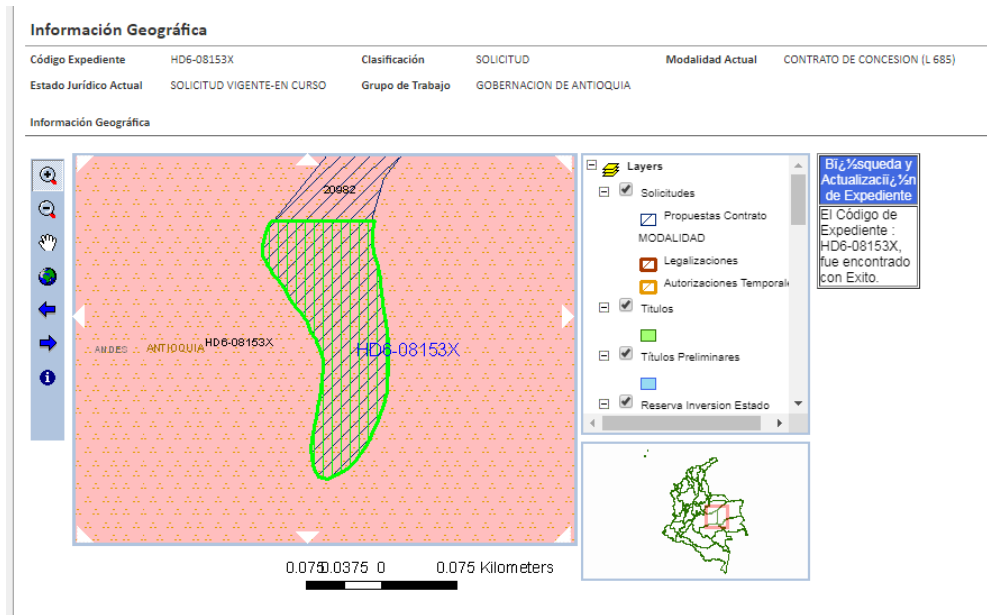 Información Geográfica
Código Expediente HD6-08153X Clasificación SOLICITUD Modalidad Actual CONTRATO DE CONCESION (L 685)
Estado Jurídico Actual SOLICITUD VIGENTE-EN CURSO Grupo de Trabajo GOBERNACION DE ANTIOQUIA
Información Geográfica
20982
ANDES ANTIOQUIA HD6-08153X
HD6-08153X
0.075 0.0375 0 0.075 Kilometers
Layers
Solicitudes
Propuestas Contrato
MODALIDAD
Legalizaciones
Autorizaciones Temporale
Titulos
Títulos Preliminares
Reserva Inversion Estado
Bï¿½squeda y
Actualizaciï¿½n
de Expediente
El Código de
Expediente :
HD6-08153X,
fue encontrado
con Exito.